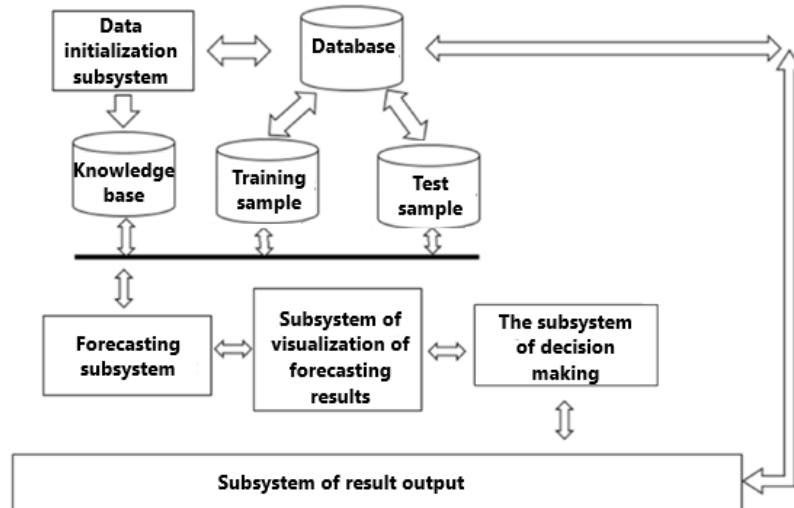 Data
initialization
subsystem
Database
Knowledge
base
Training
sample
Test
sample
Forecasting
subsystem
Subsystem of
visualization of
forecasting
results
The subsystem
of decision
making
Subsystem of result output